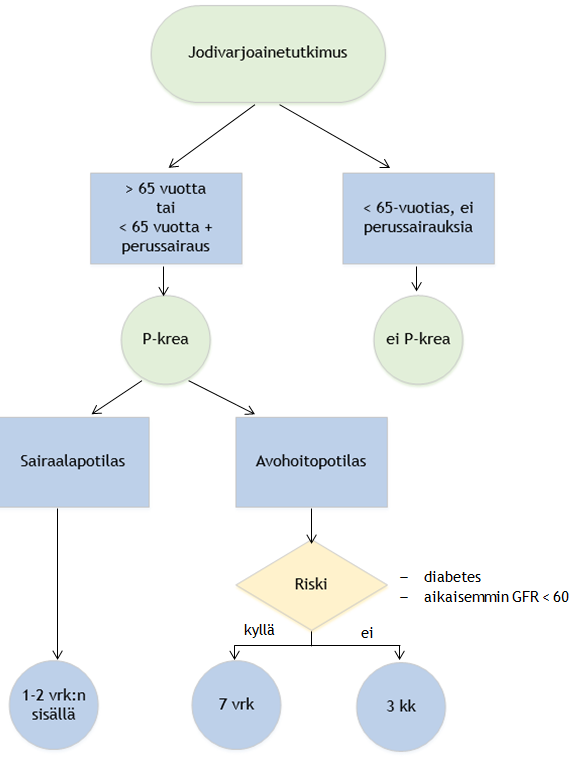 Jodivarjoainetutkimus
> 65 vuotta
tai
< 65 vuotta +
perussairaus
< 65-vuotias, ei
perussairauksia
P-krea
ei P-krea
Sairaalapotilas
Avohoitopotilas
Riski
– diabetes
– aikaisemmin GFR < 60
kyllä
ei
1-2 vrk:n
sisällä
7 vrk
3 kk